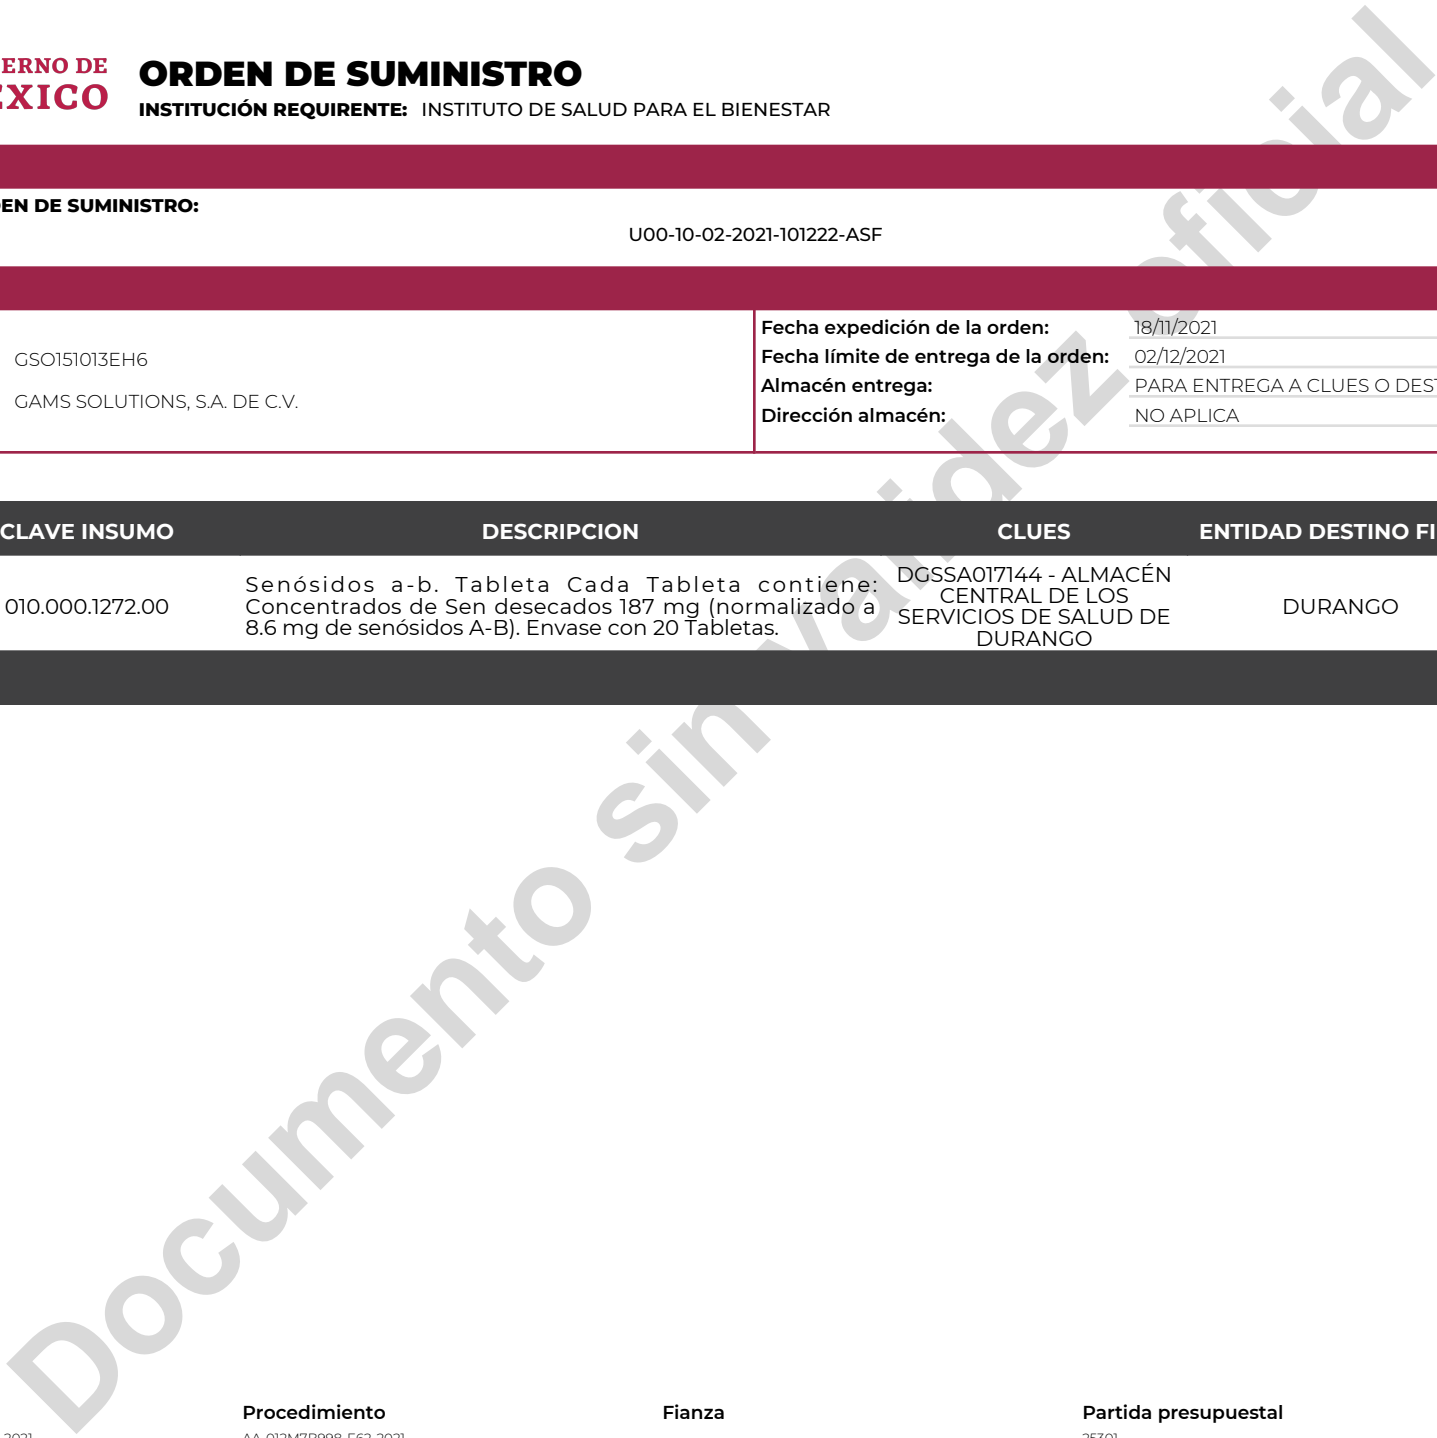 ERNO DE
EXICO
ORDEN DE SUMINISTRO
INSTITUCIÓN REQUIRENTE: INSTITUTO DE SALUD PARA EL BIENESTAR
EN DE SUMINISTRO:
U00-10-02-2021-101222-ASF
GSO151013EH6
GAMS SOLUTIONS, S.A. DE C.V.
Fecha expedición de la orden: 18/11/2021
Fecha límite de entrega de la orden: 02/12/2021
Almacén entrega: PARA ENTREGA A CLUES O DEST
Dirección almacén: NO APLICA
CLAVE INSUMO DESCRIPCION CLUES ENTIDAD DESTINO FI
010.000.1272.00
Senósidos a-b. Tableta Cada Tableta contiene:
Concentrados de Sen desecados 187 mg (normalizado a
8.6 mg de senósidos A-B). Envase con 20 Tabletas.
DGSSA017144 - ALMACÉN
CENTRAL DE LOS
SERVICIOS DE SALUD DE
DURANGO
DURANGO
Documento sin validez oficial
Procedimiento Fianza Partida presupuestal